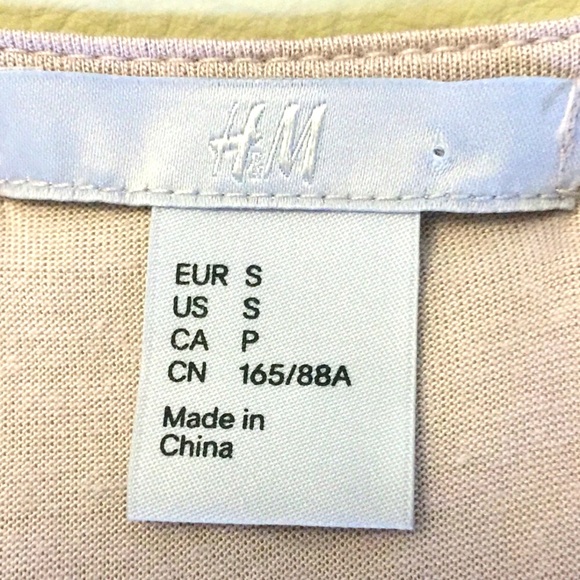 H&M
EUR S
US S
CA P
CN 165/88A
Made in
China